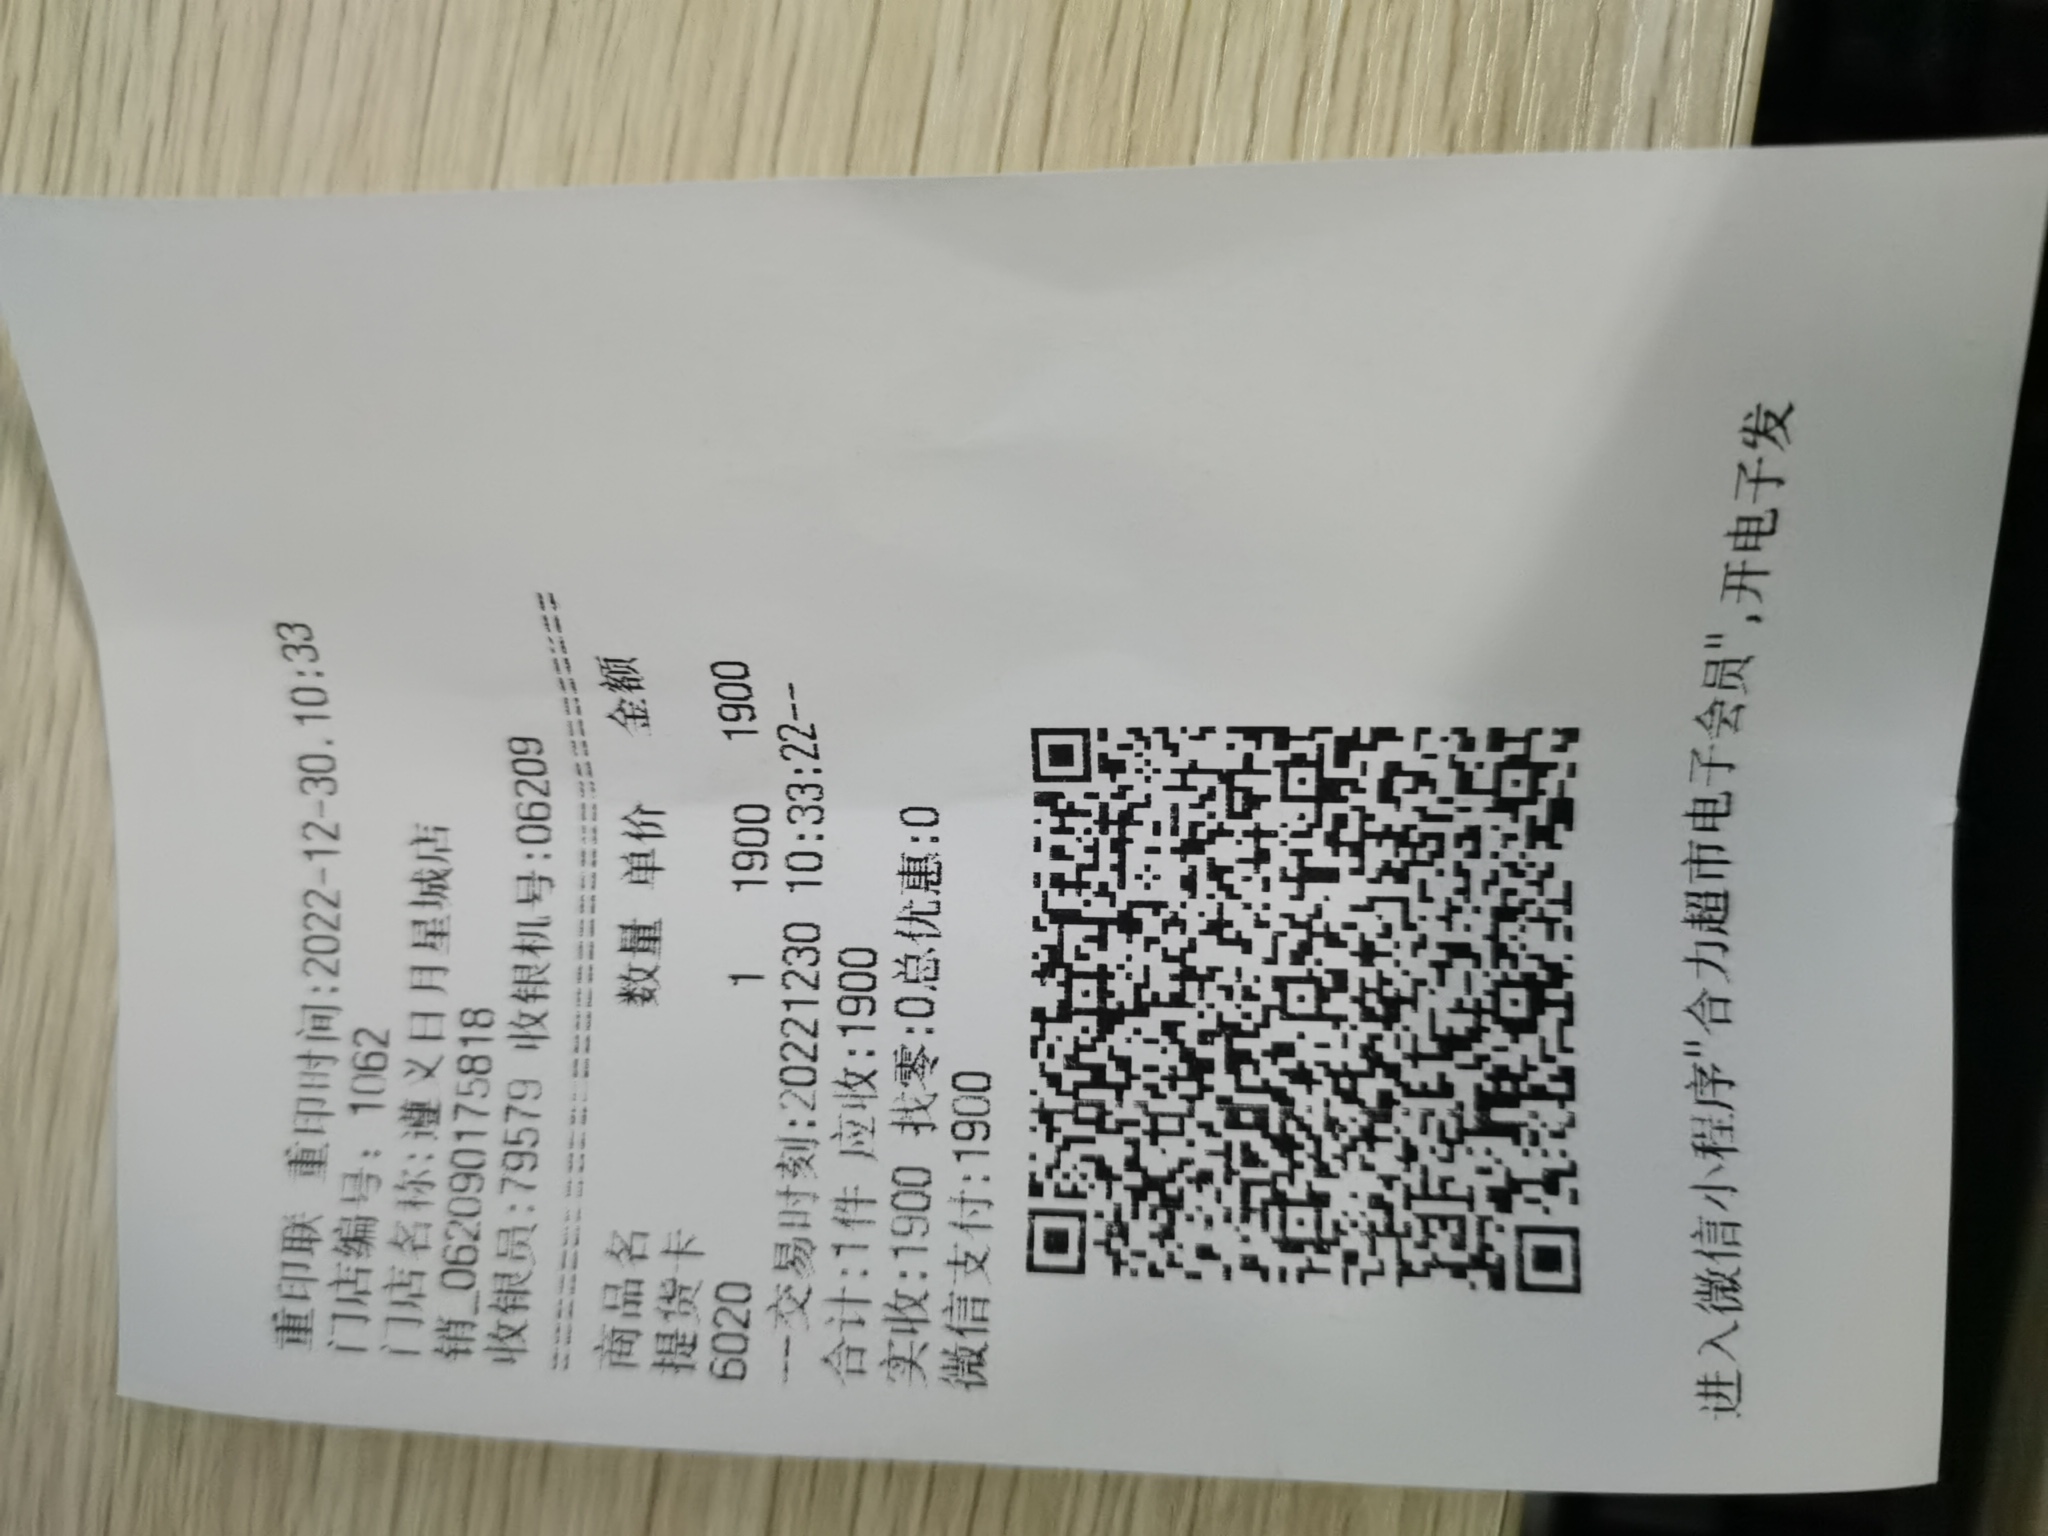 重印联 重印时间:2022-12-30.10:33
门店编号: 1062
门店名称:遵义日月星城店
销_0620901175818
收银员:79579 收银机号:06209
商品名 数量 单价 金额
提货卡
6020 1 1900 1900
--交易时刻:20221230 10:33:22--
合计:1件 应收:1900
实收:1900 找零:0总优惠:0
微信支付:1900
进入微信小程序"合力超市电子会员",开电子发